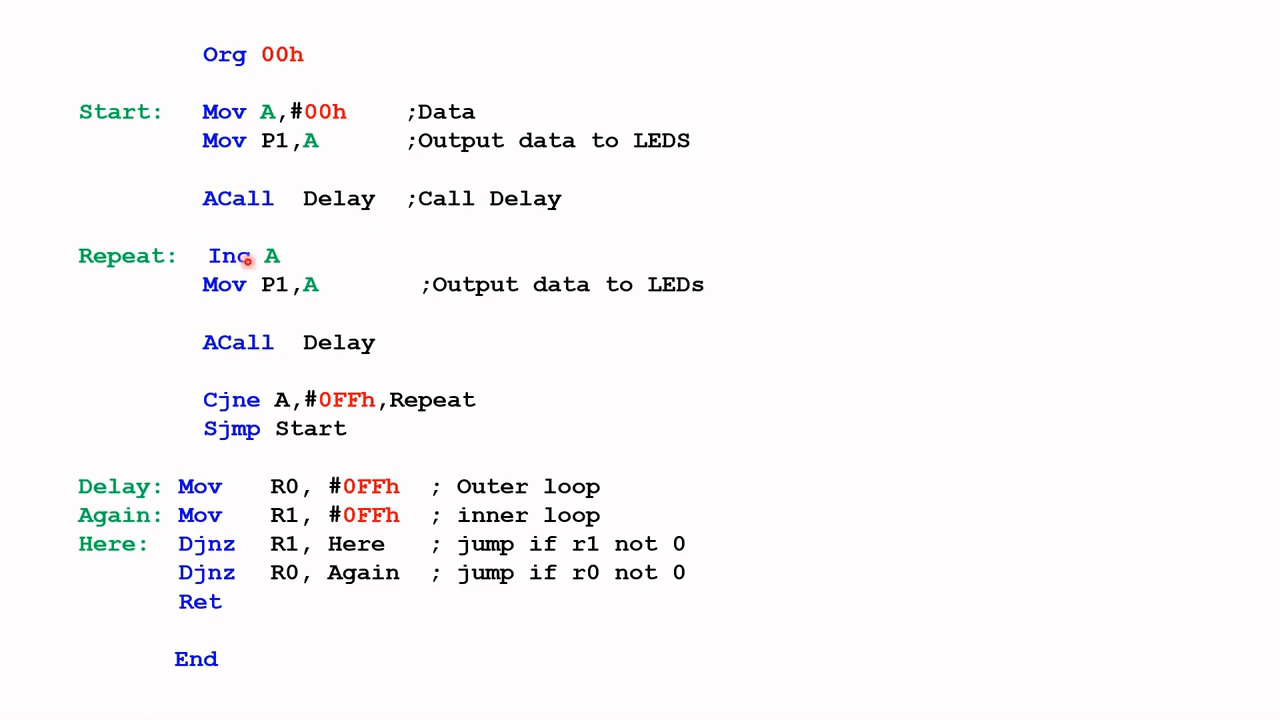 Org 00h
Start: Mov A,#00h ;Data
Mov P1,A ;Output data to LEDS
ACall Delay ;Call Delay
Repeat: Inc A
Mov P1,A ;Output data to LEDs
ACall Delay
Cjne A,#0FFh,Repeat
Sjmp Start
Delay: Mov R0, #0FFh ; Outer loop
Again: Mov R1, #0FFh ; inner loop
Here: Djnz R1, Here ; jump if r1 not 0
Djnz R0, Again ; jump if r0 not 0
Ret
End